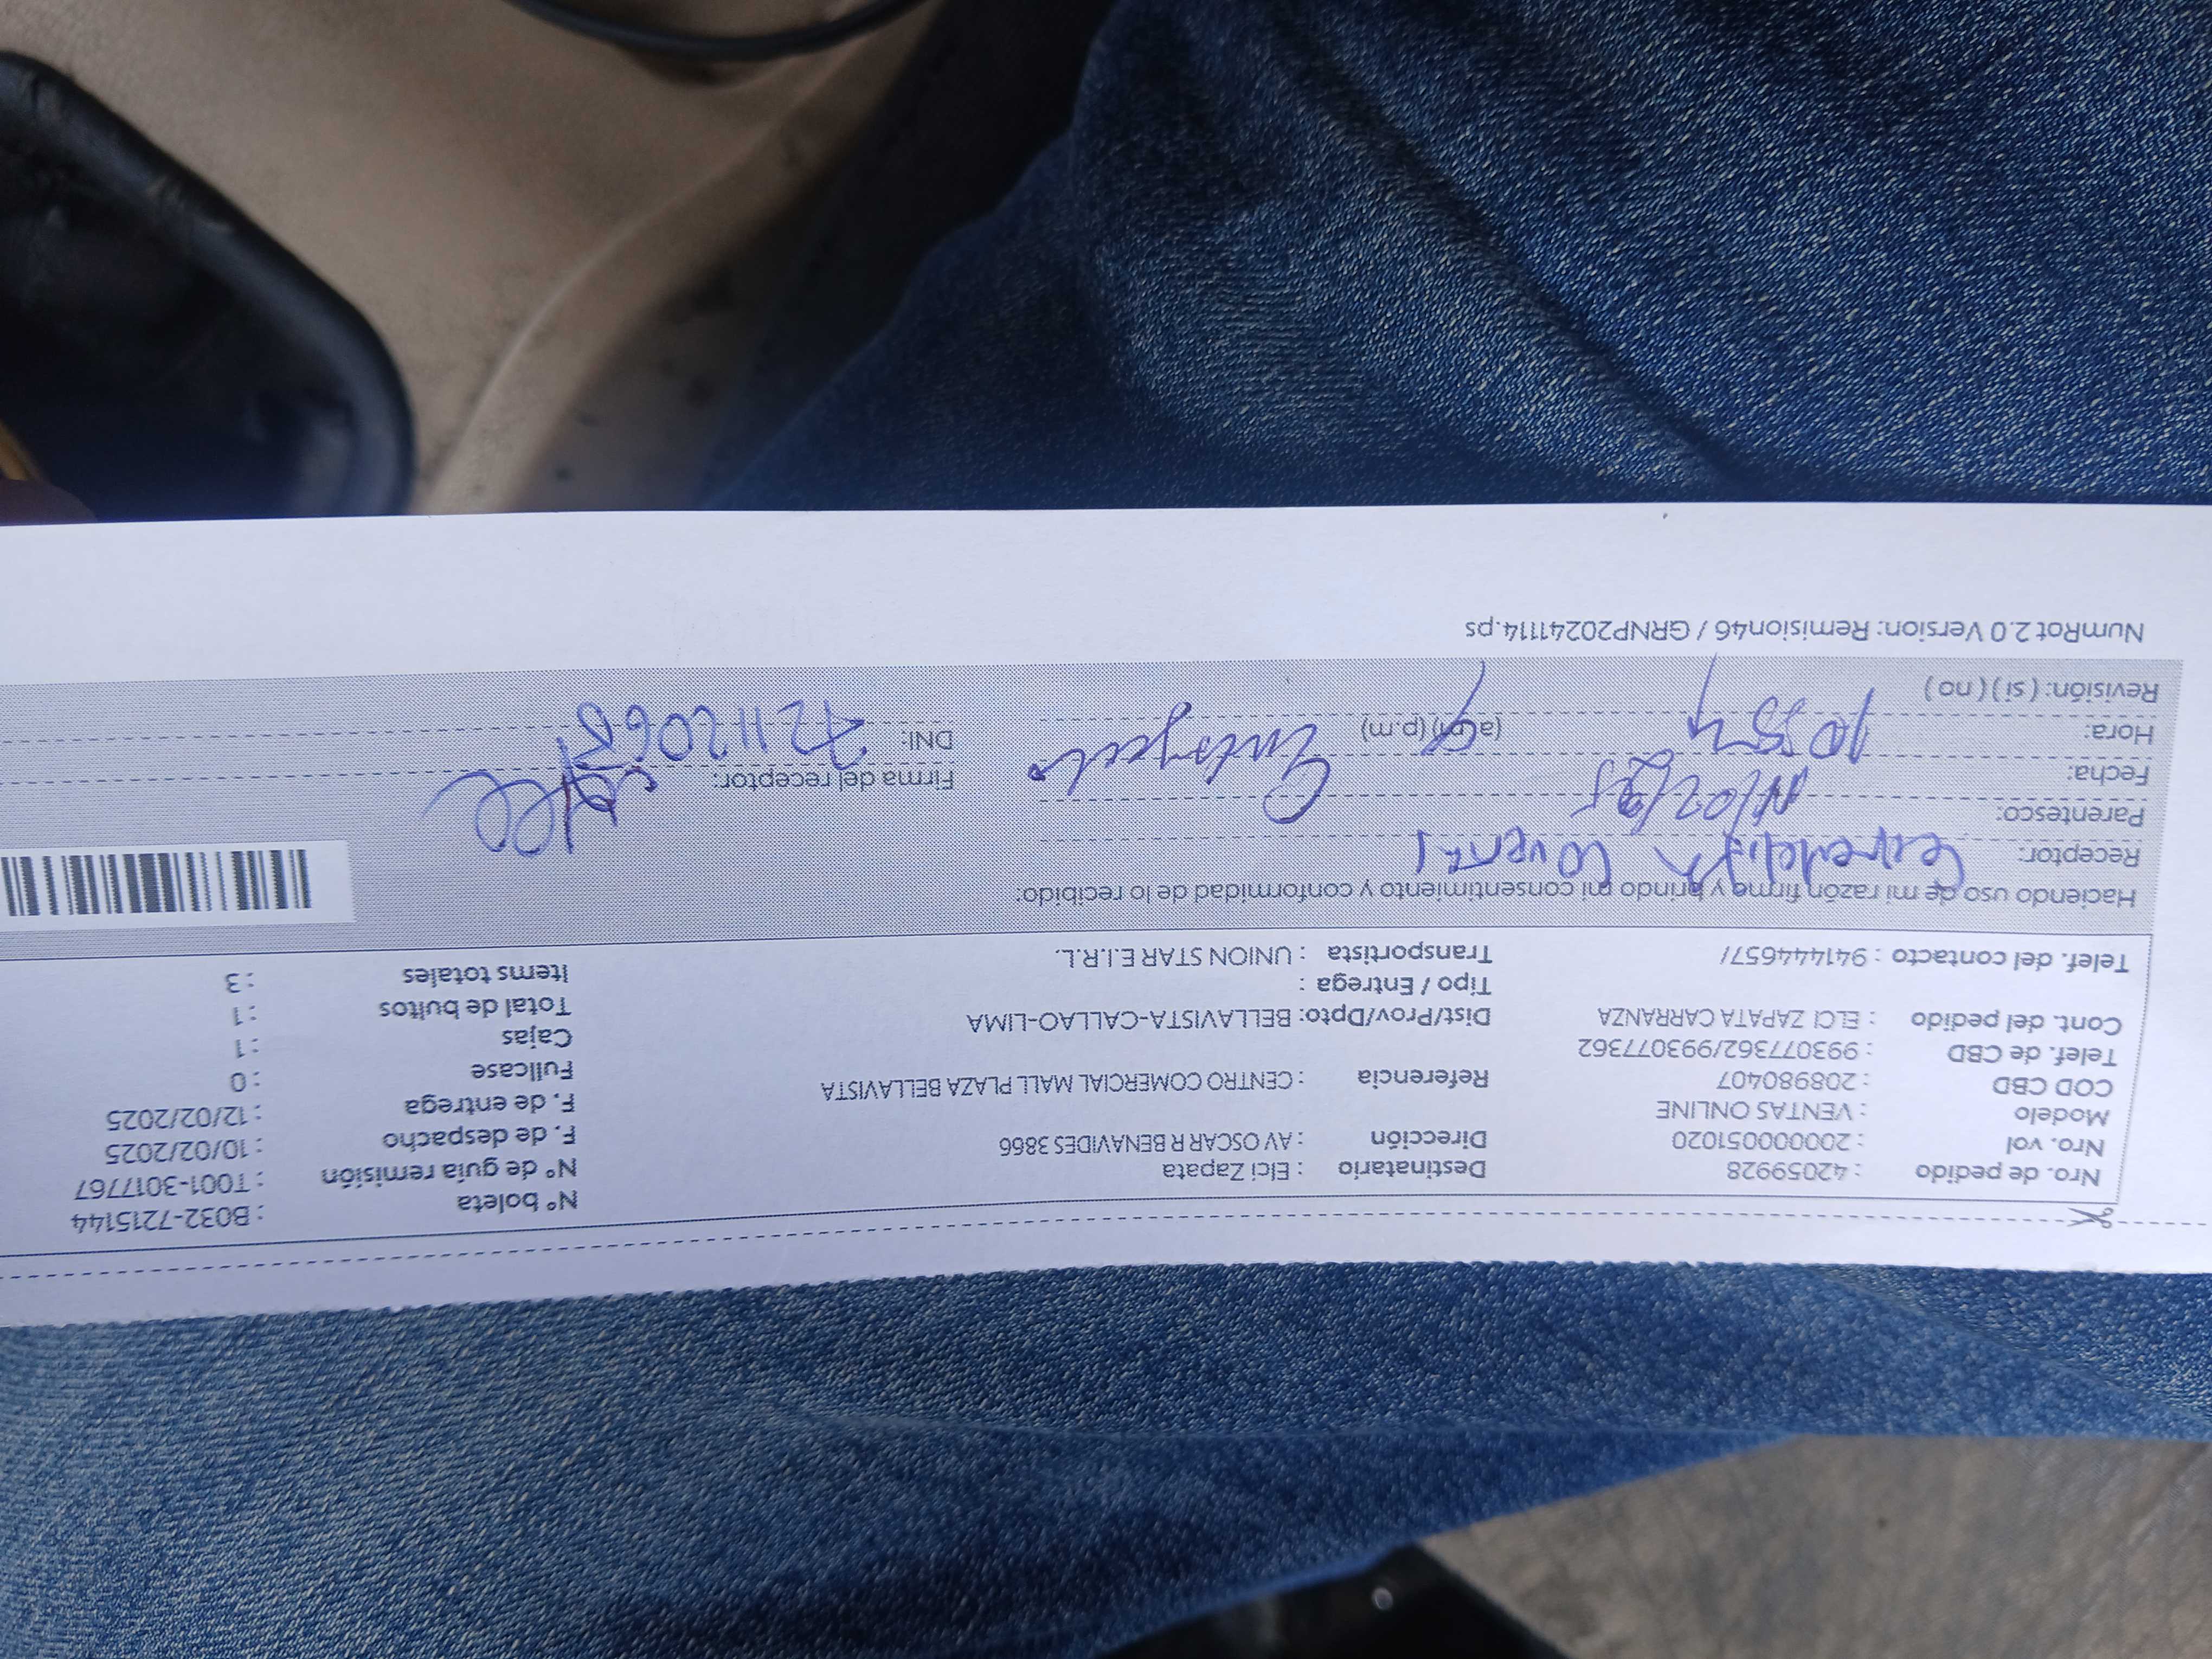 Nro. de pedido : 42059928 Destinatario : Elci Zapata Nº boleta : B032-7215144
Nro. vol. : 20000051020 Dirección : AV OSCAR R BENAVIDES 3866 Nº de guía remisión : T001-3017767
Modelo : VENTAS ONLINE F. de despacho : 10/02/2025
COD CBD : 208980407 Referencia : CENTRO COMERCIAL MALL PLAZA BELLAVISTA F. de entrega : 12/02/2025
Telef. de CBD : 993077362/993077362 Fullcase : 0
Cont. del pedido : ELCI ZAPATA CARRANZA Dist/Prov/Dpto: BELLAVISTA-CALLAO-LIMA Cajas : 1
Tipo / Entrega : Total de bultos : 1
Telef. del contacto : 941444657/ Transportista : UNION STAR E.I.R.L. Items totales : 3
Haciendo uso de mi razón firmo y brindo mi consentimiento y conformidad de lo recibido:
Receptor:
Parentesco:
Fecha: /02/25 Firma del receptor:
Hora: (a.m) (p.m) Entregado DNI: 72112066
Revisión: ( si ) ( no )
NumRot 2.0 Version: Remision46 / GRNP20241114.ps